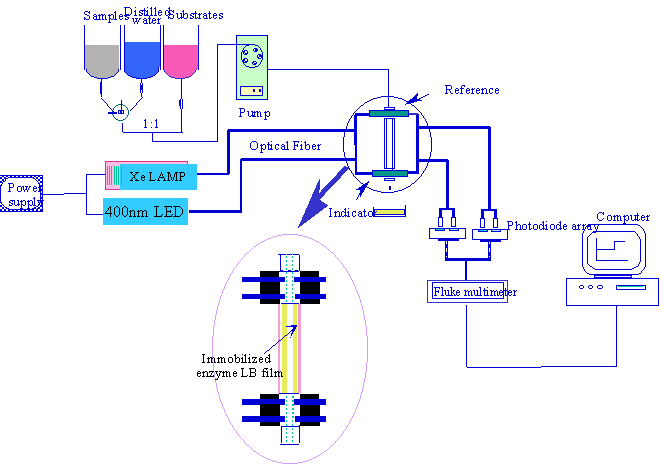 Samples
Distilled
water
Substrates
1:1
Pump
Reference
Optical Fiber
Xe LAMP
400nm LED
Power
supply
Indicator
Photodiode array
Computer
Fluke multimeter
Immobilized
enzyme LB film